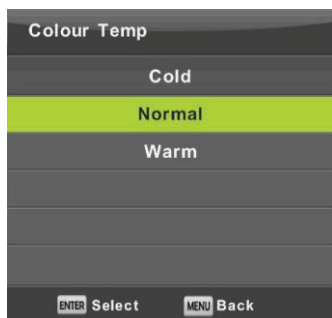 Colour Temp
Cold
Normal
Warm
ENTER Select MENU Back